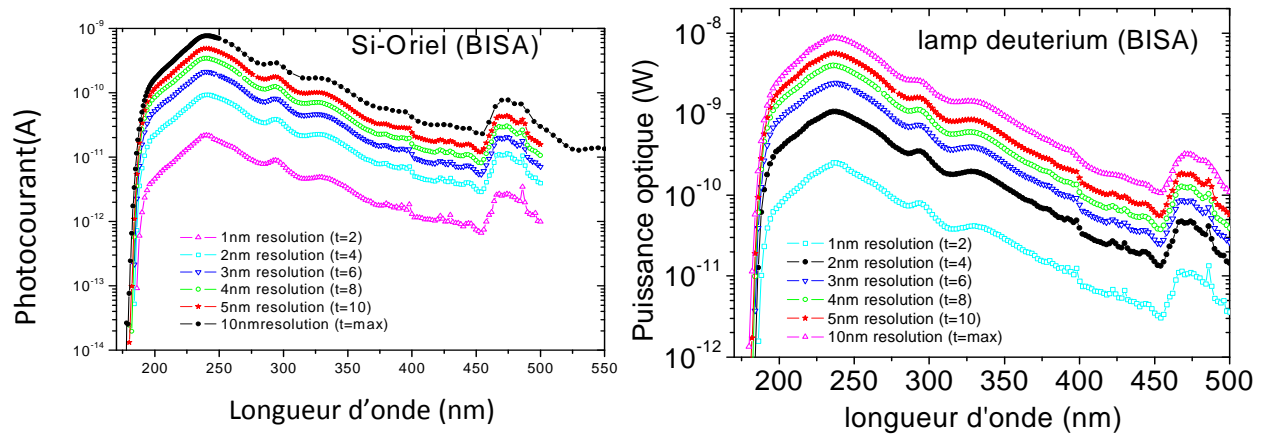 Si-Oriel (BISA)
Photocourant(A)
10^-9
10^-10
10^-11
10^-12
10^-13
10^-14
1nm resolution (t=2)
2nm resolution (t=4)
3nm resolution (t=6)
4nm resolution (t=8)
5nm resolution (t=10)
10nmresolution (t=max)
200 250 300 350 400 450 500 550
Longueur d'onde (nm)
lamp deuterium (BISA)
Puissance optique (W)
10^-8
10^-9
10^-10
10^-11
10^-12
1nm resolution (t=2)
2nm resolution (t=4)
3nm resolution (t=6)
4nm resolution (t=8)
5nm resolution (t=10)
10nm resolution (t=max)
200 250 300 350 400 450 500
longueur d'onde (nm)